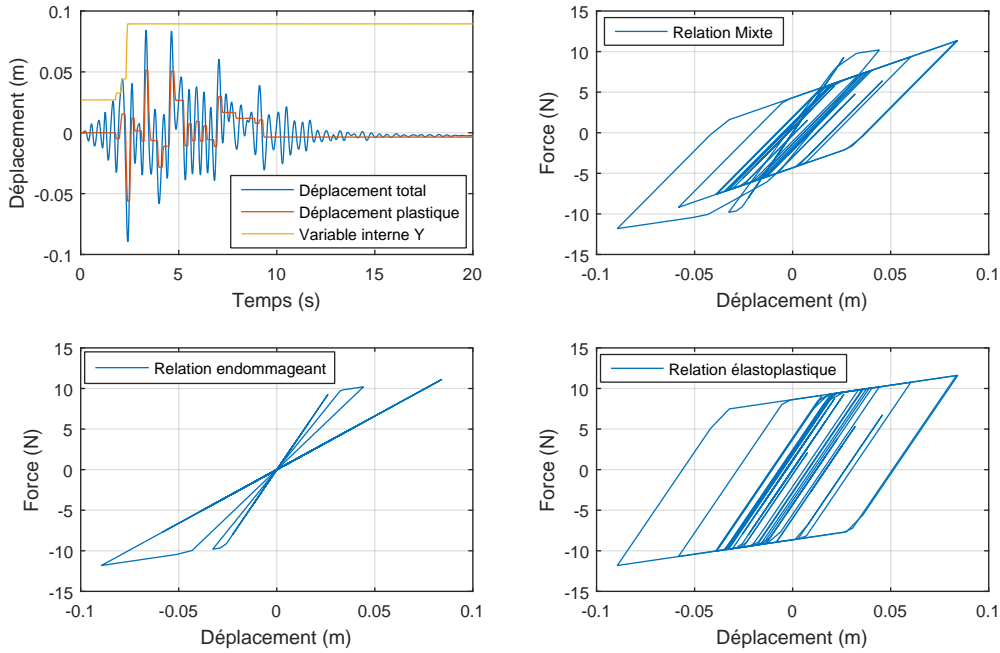 0.1
0.05
0
-0.05
-0.1
Déplacement (m)
Déplacement total
Déplacement plastique
Variable interne Y
0 5 10 15 20
Temps (s)
15
10
5
0
-5
-10
-15
Force (N)
Relation Mixte
-0.1 -0.05 0 0.05 0.1
Déplacement (m)
15
10
5
0
-5
-10
-15
Force (N)
Relation endommageant
-0.1 -0.05 0 0.05 0.1
Déplacement (m)
15
10
5
0
-5
-10
-15
Force (N)
Relation élastoplastique
-0.1 -0.05 0 0.05 0.1
Déplacement (m)